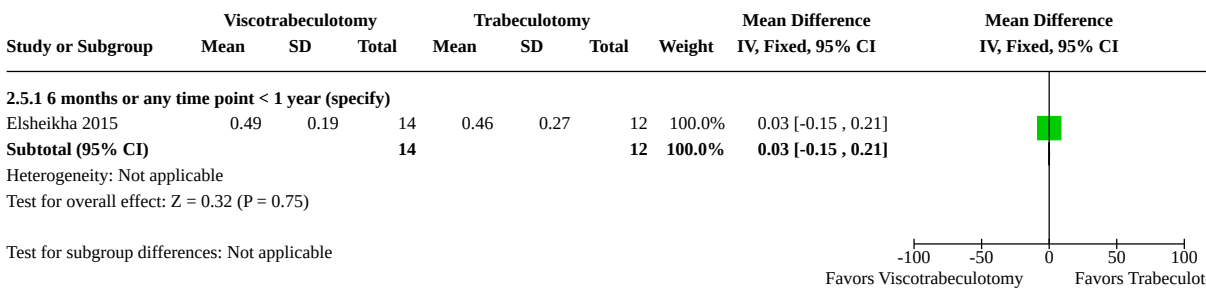 Viscotrabeculotomy Trabeculotomy Mean Difference Mean Difference
Study or Subgroup Mean SD Total Mean SD Total Weight IV, Fixed, 95% CI IV, Fixed, 95% CI
2.5.1 6 months or any time point < 1 year (specify)
Elsheikha 2015 0.49 0.19 14 0.46 0.27 12 100.0% 0.03 [-0.15 , 0.21]
Subtotal (95% CI) 14 12 100.0% 0.03 [-0.15 , 0.21]
Heterogeneity: Not applicable
Test for overall effect: Z = 0.32 (P = 0.75)
Test for subgroup differences: Not applicable
-100 -50 0 50 100
Favors Viscotrabeculotomy Favors Trabeculot